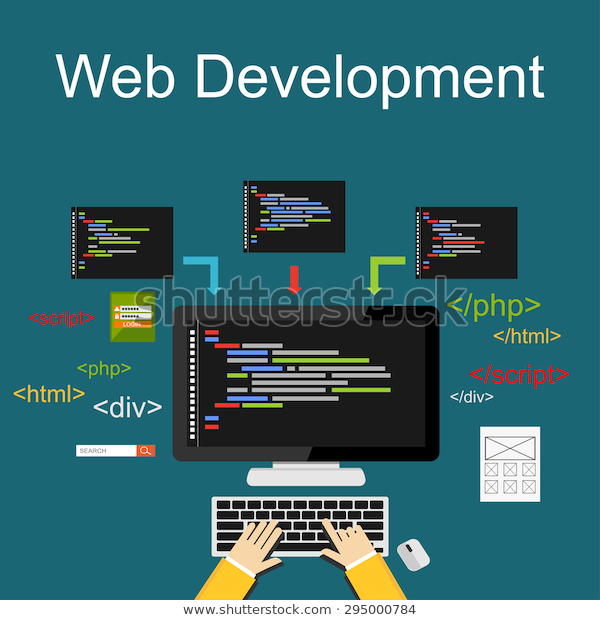 Web Development
shutterstock
<script>
LOGIN
</php>
</html>
<php>
</script>
<html>
<div>
</div>
SEARCH
www.shutterstock.com • 295000784